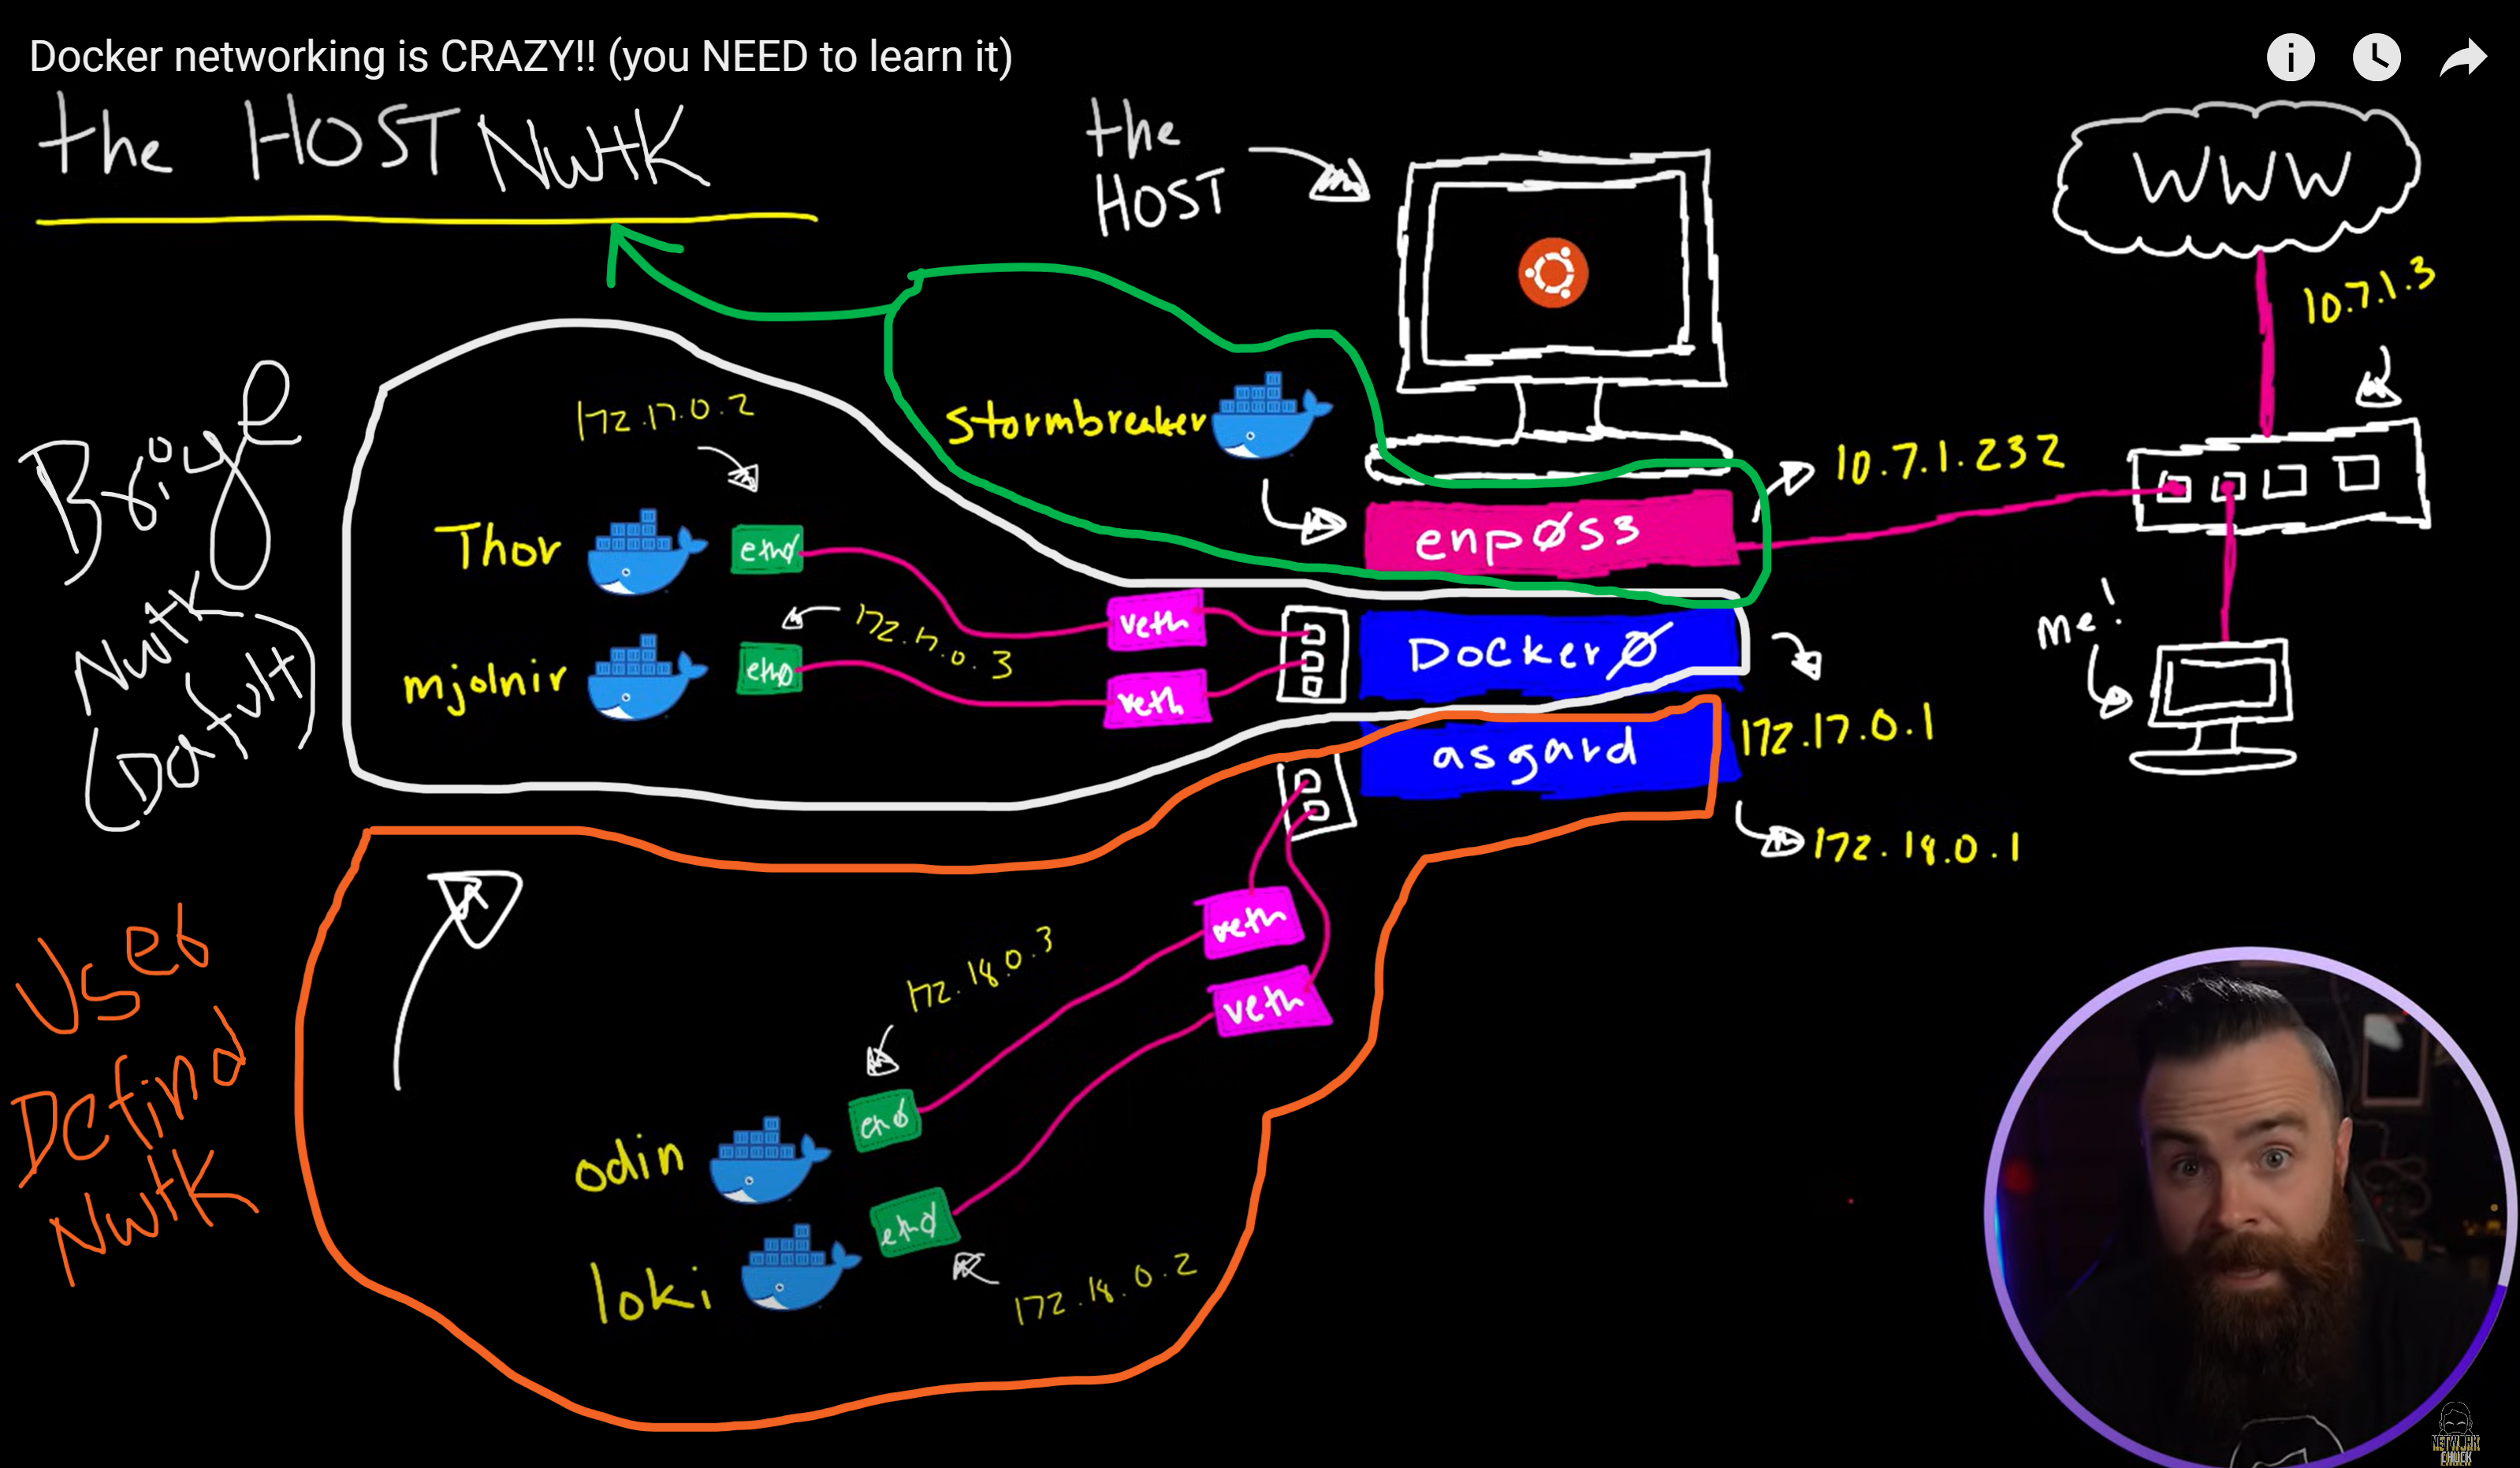 Docker networking is CRAZY!! (you NEED to learn it)
the HOST NWtK
the
HOST
WWW
10.7.1.3
172.17.0.2
Stormbreaker
10.7.1.232
enp0s3
Thor
eth0
veth
172.17.0.3
mjolnir
eth0
veth
Docker0
me!
172.17.0.1
asgard
172.18.0.1
NWtK
veth
172.18.0.3
veth
odin
eth0
loki
eth0
172.18.0.2
User
Defind
NWtK
NETWORK
CHUCK